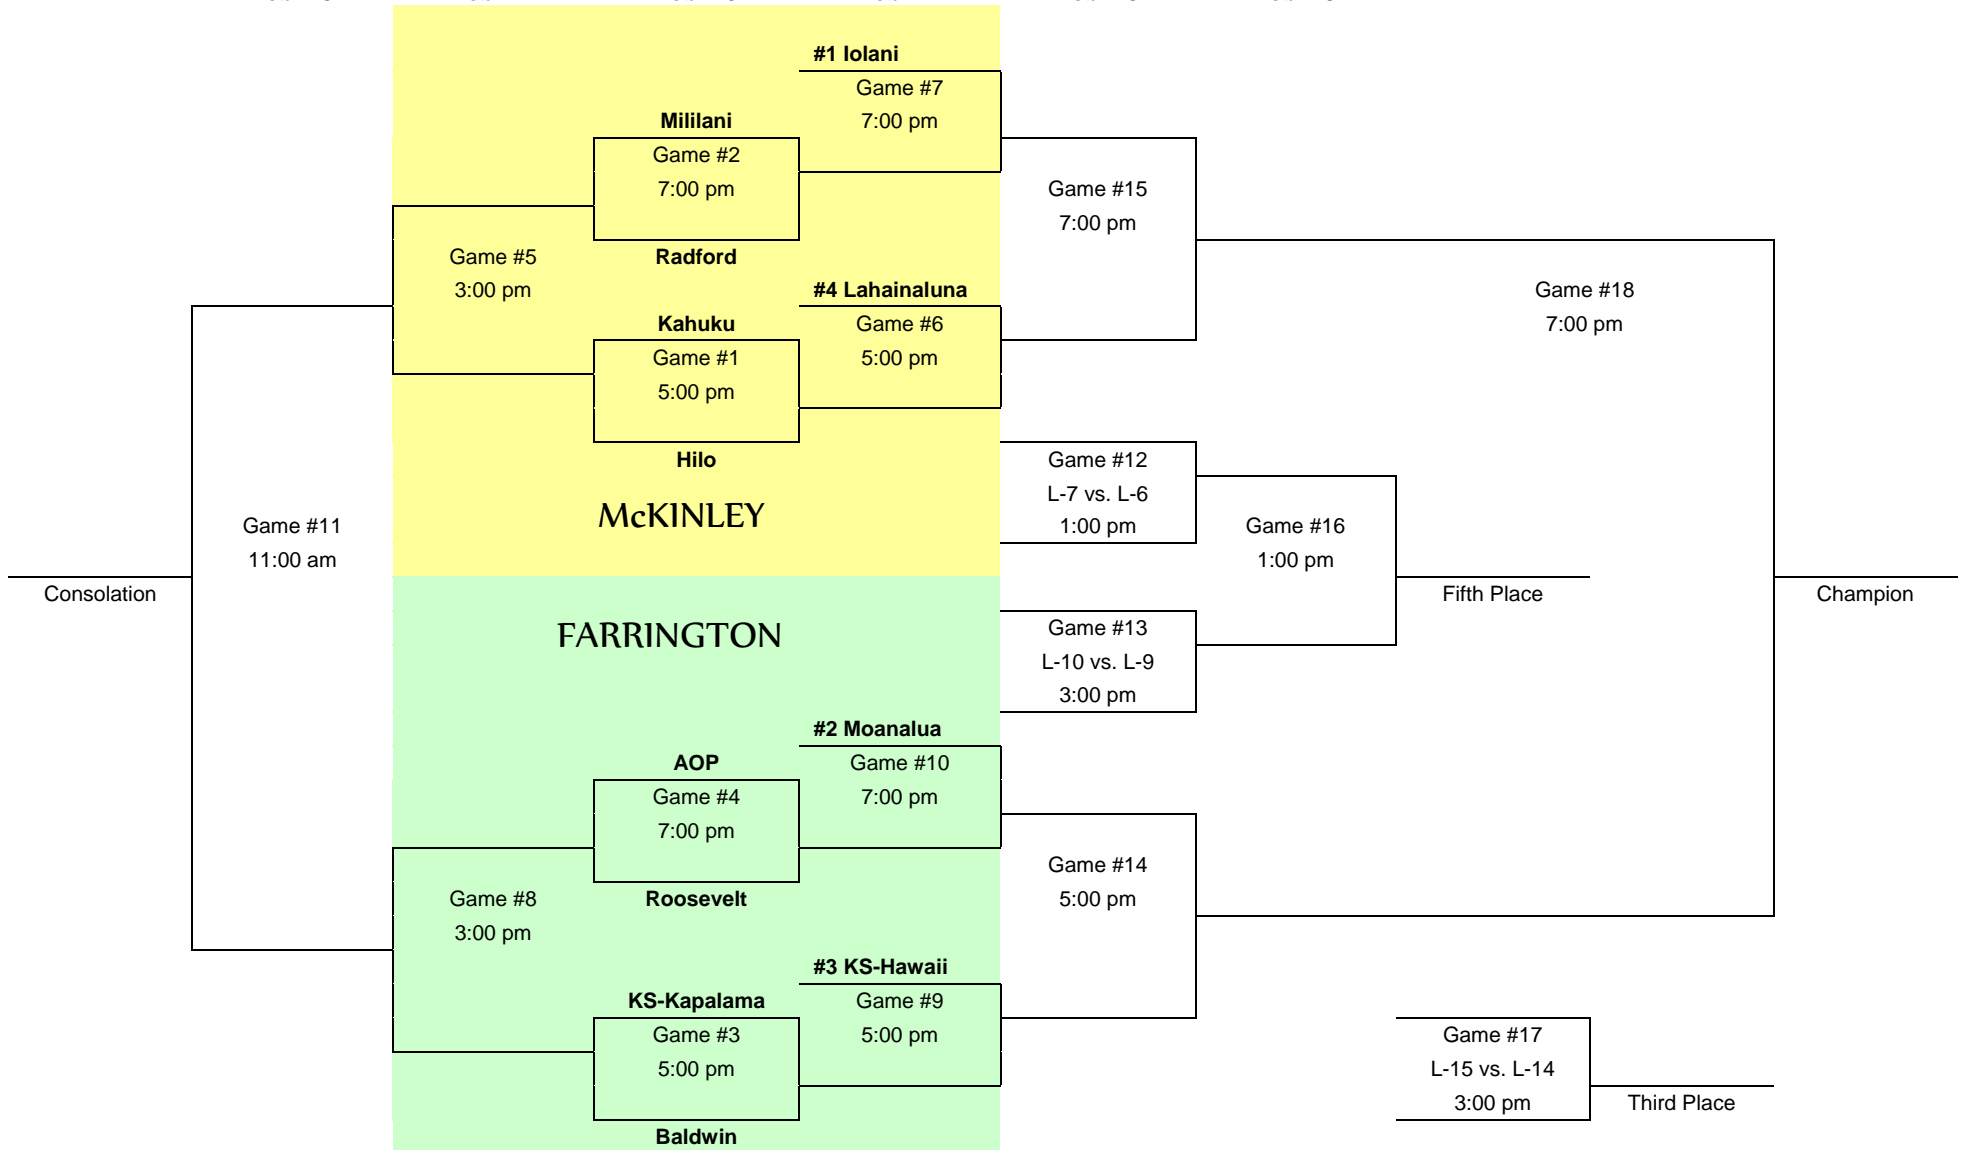 #1 Iolani
Game #7
7:00 pm
Mililani
Game #2
7:00 pm
Radford
Game #15
7:00 pm
Game #5
3:00 pm
#4 Lahainaluna
Game #6
5:00 pm
Game #18
7:00 pm
Kahuku
Game #1
5:00 pm
Hilo
McKINLEY
Game #12
L-7 vs. L-6
1:00 pm
Game #11
11:00 am
Game #16
1:00 pm
Consolation
Fifth Place
Champion
FARRINGTON
Game #13
L-10 vs. L-9
3:00 pm
#2 Moanalua
Game #10
7:00 pm
AOP
Game #4
7:00 pm
Roosevelt
Game #14
5:00 pm
Game #8
3:00 pm
#3 KS-Hawaii
Game #9
5:00 pm
KS-Kapalama
Game #3
5:00 pm
Baldwin
Game #17
L-15 vs. L-14
3:00 pm
Third Place